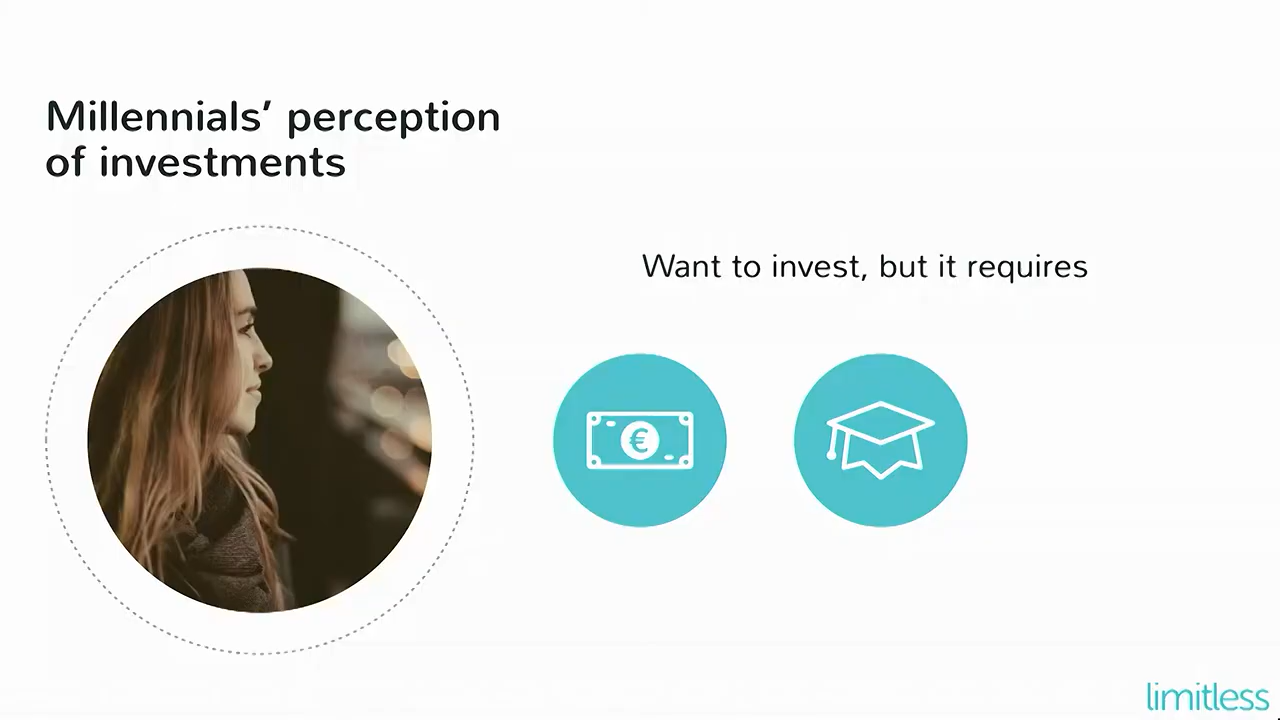 Millennials’ perception
of investments
Want to invest, but it requires
€
limitless